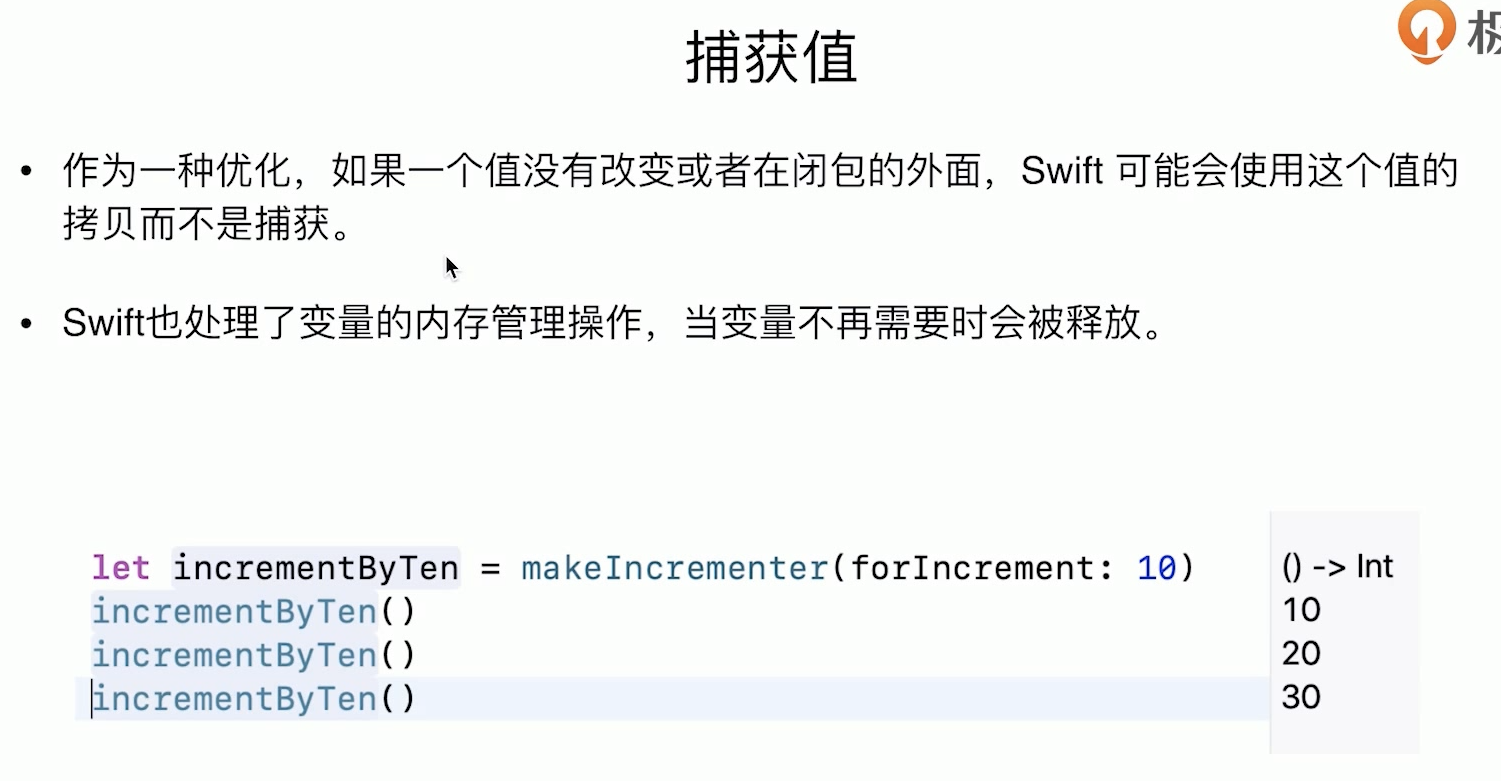 极
捕获值
• 作为一种优化，如果一个值没有改变或者在闭包的外面，Swift 可能会使用这个值的
拷贝而不是捕获。
• Swift也处理了变量的内存管理操作，当变量不再需要时会被释放。
let incrementByTen = makeIncrementer(forIncrement: 10) () -> Int
incrementByTen() 10
incrementByTen() 20
incrementByTen() 30